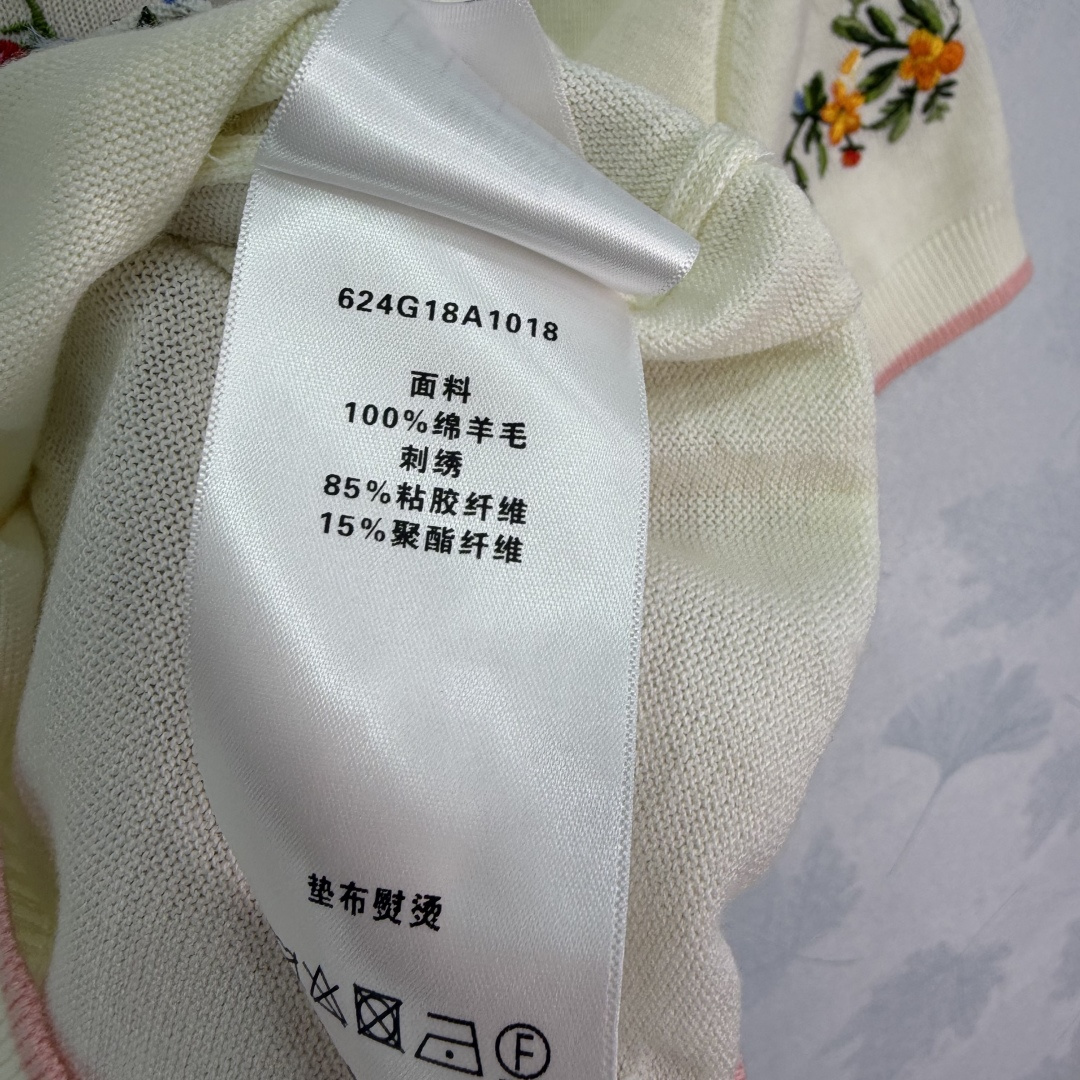 624G18A1018
面料
100%绵羊毛
刺绣
85%粘胶纤维
15%聚酯纤维
垫布熨烫
F